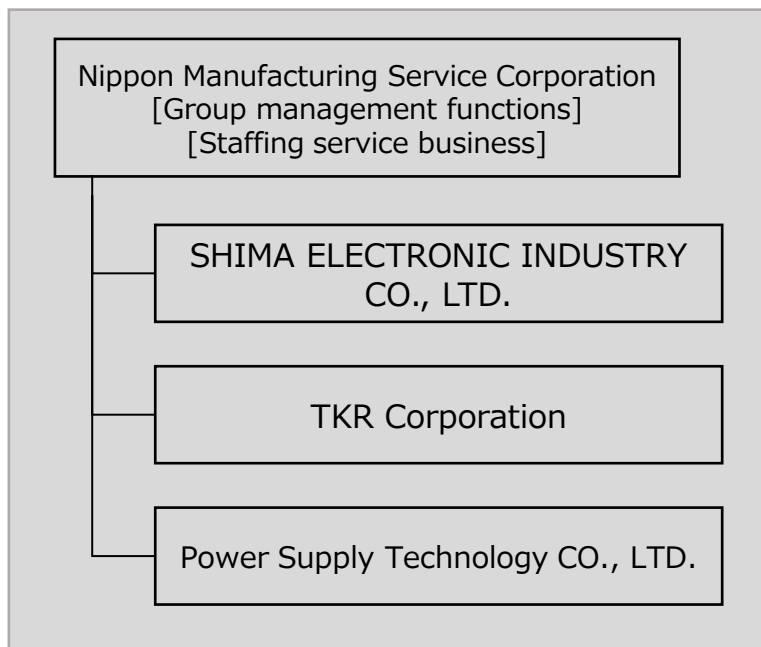 Nippon Manufacturing Service Corporation
[Group management functions]
[Staffing service business]
SHIMA ELECTRONIC INDUSTRY
CO., LTD.
TKR Corporation
Power Supply Technology CO., LTD.